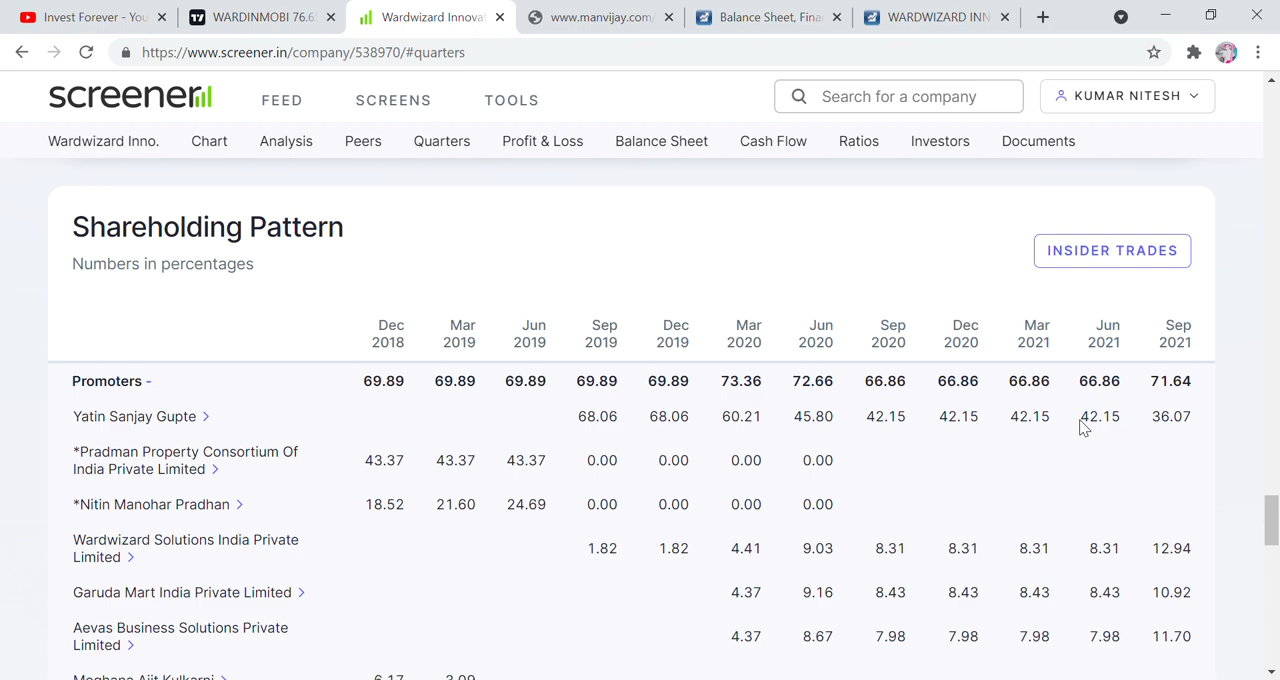 Invest Forever - You
WARDINMOBI 76.6
Wardwizard Innovat
www.manvijay.com/
Balance Sheet, Fina
WARDWIZARD INN
https://www.screener.in/company/538970/#quarters
screener
FEED SCREENS TOOLS
Search for a company
KUMAR NITESH
Wardwizard Inno. Chart Analysis Peers Quarters Profit & Loss Balance Sheet Cash Flow Ratios Investors Documents
Shareholding Pattern
Numbers in percentages
INSIDER TRADES
Dec Mar Jun Sep Dec Mar Jun Sep Dec Mar Jun Sep
2018 2019 2019 2019 2019 2020 2020 2020 2020 2021 2021 2021
Promoters - 69.89 69.89 69.89 69.89 69.89 73.36 72.66 66.86 66.86 66.86 66.86 71.64
Yatin Sanjay Gupte > 68.06 68.06 60.21 45.80 42.15 42.15 42.15 42.15 36.07
*Pradman Property Consortium Of
India Private Limited > 43.37 43.37 43.37 0.00 0.00 0.00 0.00
*Nitin Manohar Pradhan > 18.52 21.60 24.69 0.00 0.00 0.00 0.00
Wardwizard Solutions India Private
Limited > 1.82 1.82 4.41 9.03 8.31 8.31 8.31 8.31 12.94
Garuda Mart India Private Limited > 4.37 9.16 8.43 8.43 8.43 8.43 10.92
Aevas Business Solutions Private
Limited > 4.37 8.67 7.98 7.98 7.98 7.98 11.70
Meghana Ajit Kulkarni > 6.17 3.09